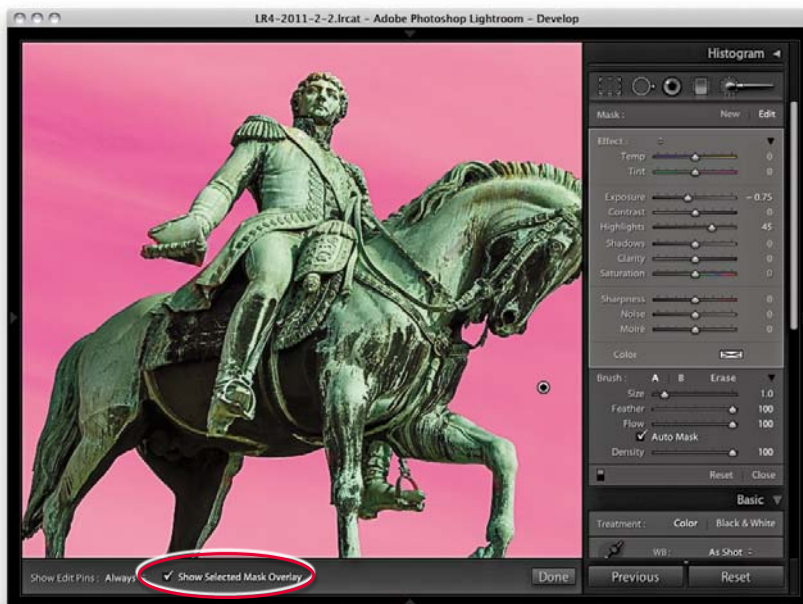 LR4-2011-2-2.lrcat – Adobe Photoshop Lightroom – Develop
Histogram
Mask : New Edit
Effect :
Temp 0
Tint 0
Exposure – 0.75
Contrast 0
Highlights 45
Shadows 0
Clarity 0
Saturation 0
Sharpness 0
Noise 0
Moiré 0
Color
Brush : A B Erase
Size 1.0
Feather 100
Flow 100
Auto Mask
Density 100
Reset Close
Basic
Treatment : Color Black & White
WB : As Shot
Show Edit Pins : Always Show Selected Mask Overlay Done Previous Reset